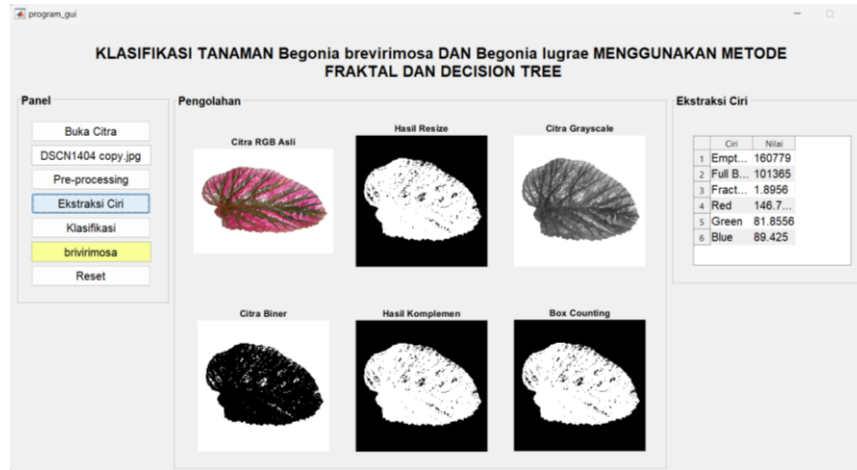 program_gui
KLASIFIKASI TANAMAN Begonia brevirimosa DAN Begonia lugrae MENGGUNAKAN METODE
FRAKTAL DAN DECISION TREE
Panel
Buka Citra
DSCN1404 copy.jpg
Pre-processing
Ekstraksi Ciri
Klasifikasi
brivirimosa
Reset
Pengolahan
Citra RGB Asli
Hasil Resize
Citra Grayscale
Citra Biner
Hasil Komplemen
Box Counting
Ekstraksi Ciri
Ciri Nilai
1 Empt... 160779
2 Full B... 101365
3 Fract... 1.8956
4 Red 146.7...
5 Green 81.8556
6 Blue 89.425